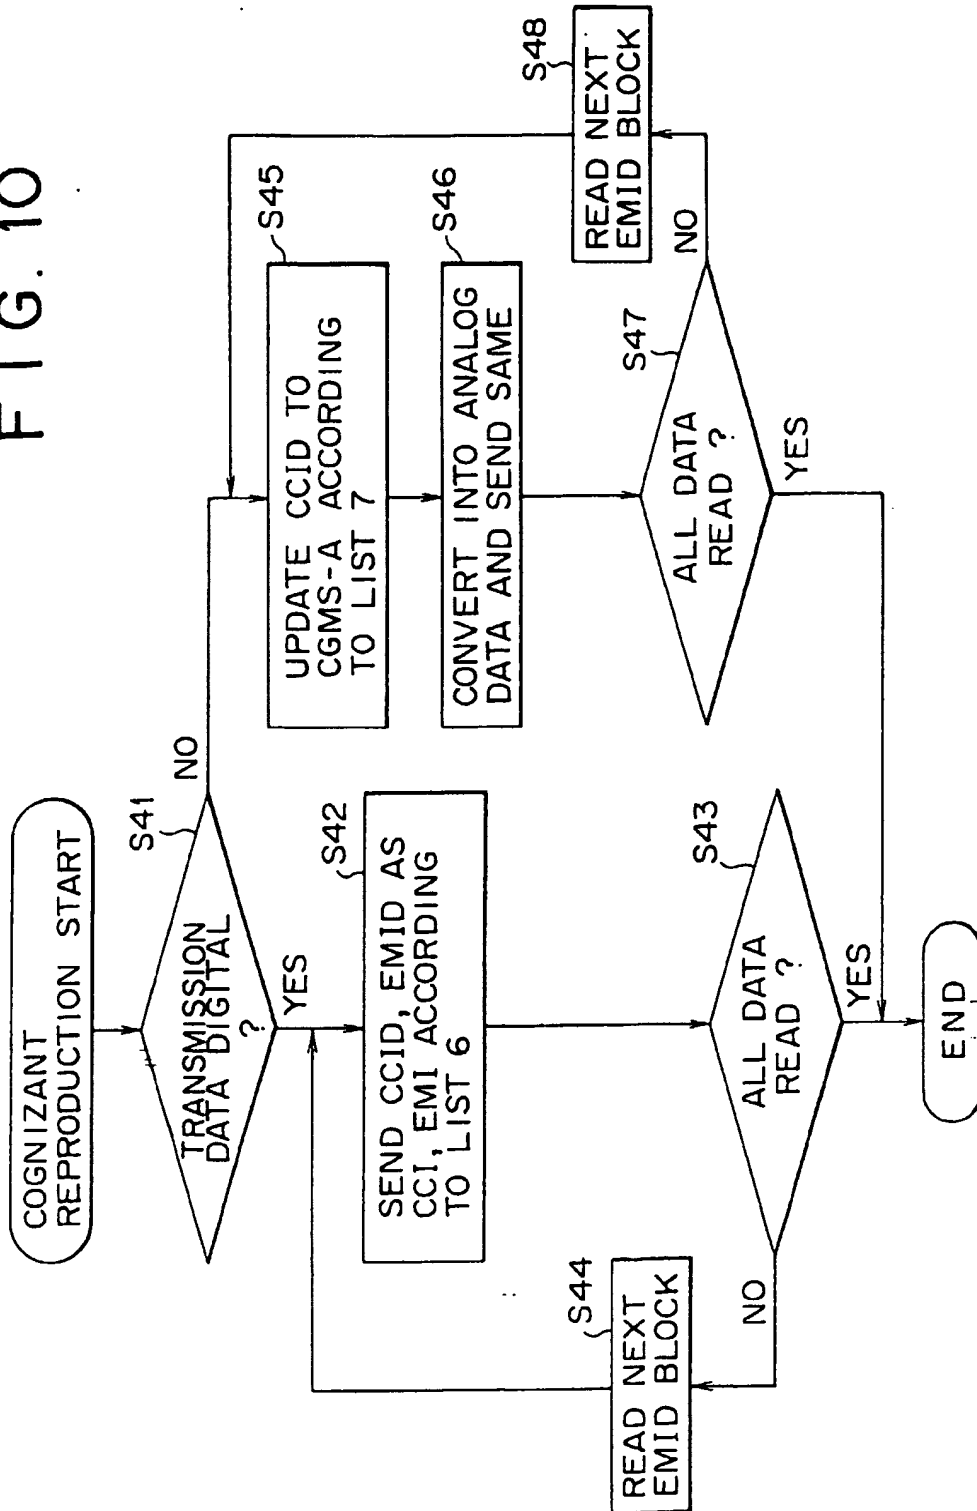 FIG. 10
COGNIZANT
REPRODUCTION START
S41
TRANSMISSION
DATA DIGITAL
?
NO
YES
S42
SEND CCID, EMID AS
CCI, EMI ACCORDING
TO LIST 6
S43
ALL DATA
READ ?
NO
YES
S44
READ NEXT
EMID BLOCK
S45
UPDATE CCID TO
CGMS-A ACCORDING
TO LIST 7
S46
CONVERT INTO ANALOG
DATA AND SEND SAME
S47
ALL DATA
READ ?
NO
YES
S48
READ NEXT
EMID BLOCK
END